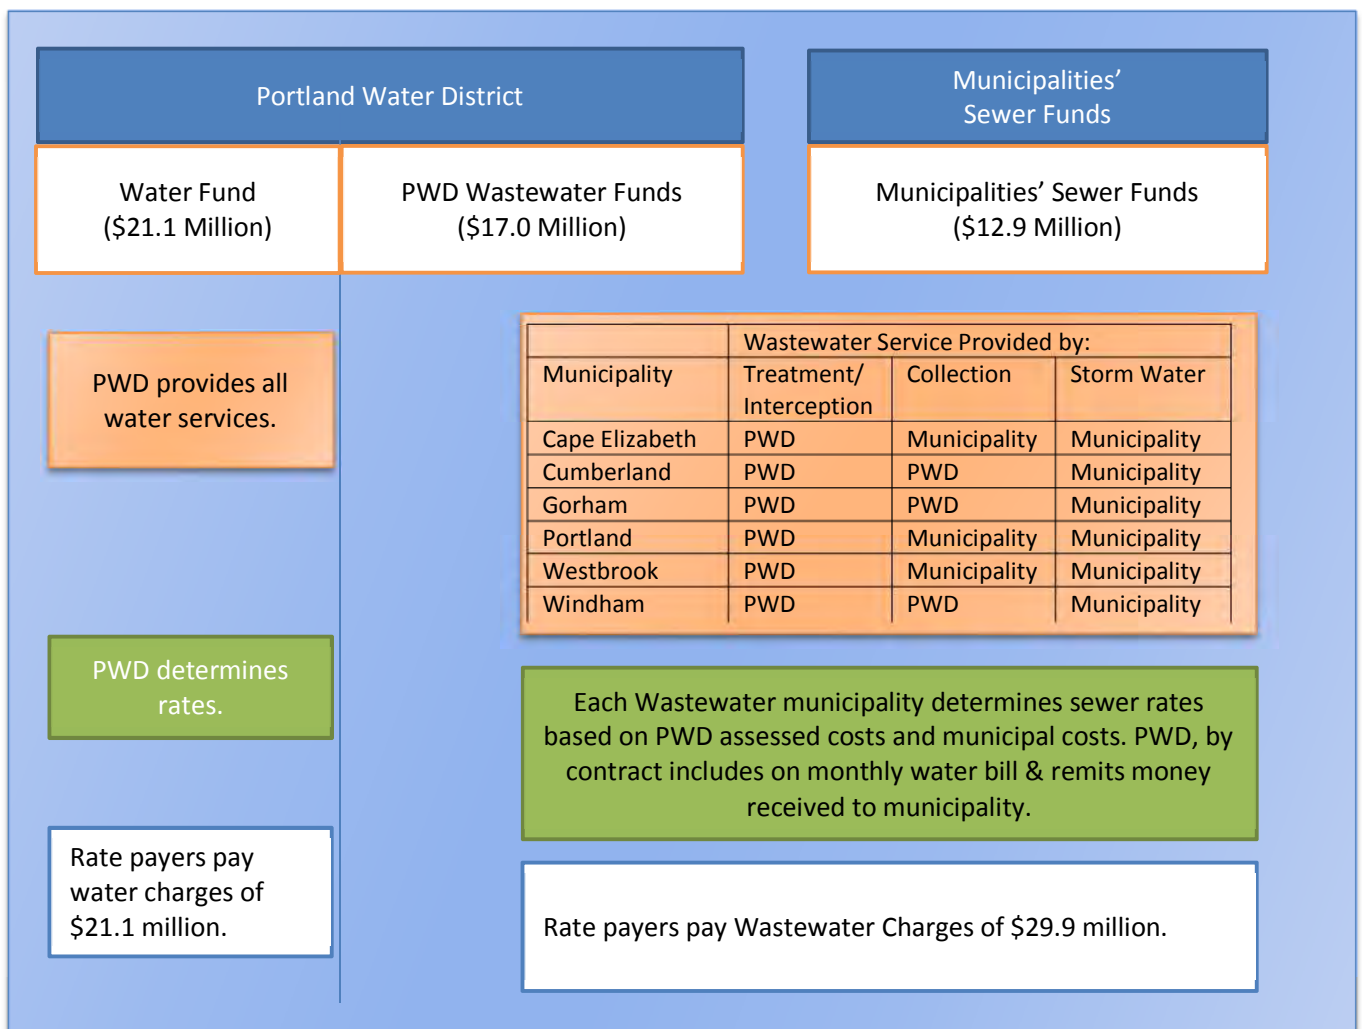 Portland Water District
Municipalities’
Sewer Funds
Water Fund
($21.1 Million)
PWD Wastewater Funds
($17.0 Million)
Municipalities’ Sewer Funds
($12.9 Million)
PWD provides all
water services.
Wastewater Service Provided by:
Municipality Treatment/ Collection Storm Water
Interception
Cape Elizabeth PWD Municipality Municipality
Cumberland PWD PWD Municipality
Gorham PWD PWD Municipality
Portland PWD Municipality Municipality
Westbrook PWD Municipality Municipality
Windham PWD PWD Municipality
PWD determines
rates.
Each Wastewater municipality determines sewer rates
based on PWD assessed costs and municipal costs. PWD, by
contract includes on monthly water bill & remits money
received to municipality.
Rate payers pay
water charges of
$21.1 million.
Rate payers pay Wastewater Charges of $29.9 million.